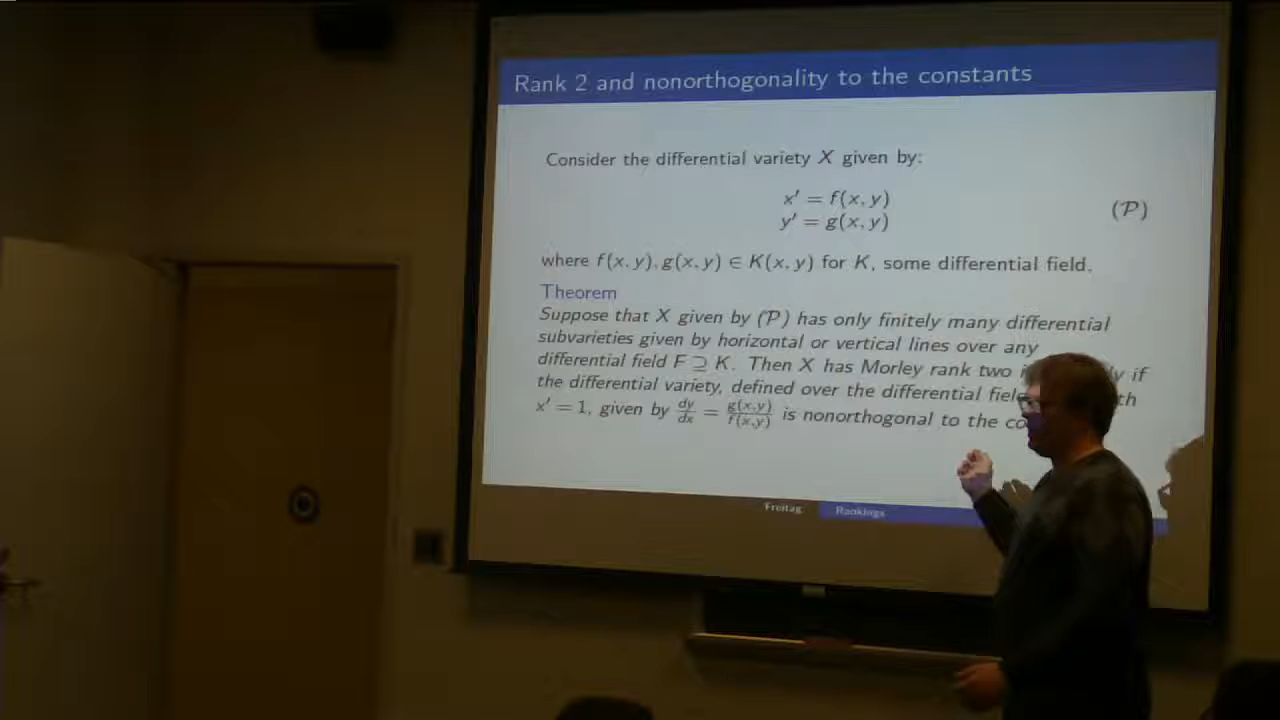 Rank 2 and nonorthogonality to the constants
Consider the differential variety X given by:
x′ = f(x, y)
y′ = g(x, y)
(P)
where f(x, y), g(x, y) ∈ K(x, y) for K, some differential field.
Theorem
Suppose that X given by (P) has only finitely many differential
subvarieties given by horizontal or vertical lines over any
differential field F ⊇ K. Then X has Morley rank two if
the differential variety, defined over the differential
x′ = 1, given by dy/dx = g(x,y)/f(x,y) is nonorthogonal to the
Freitag
Rankings